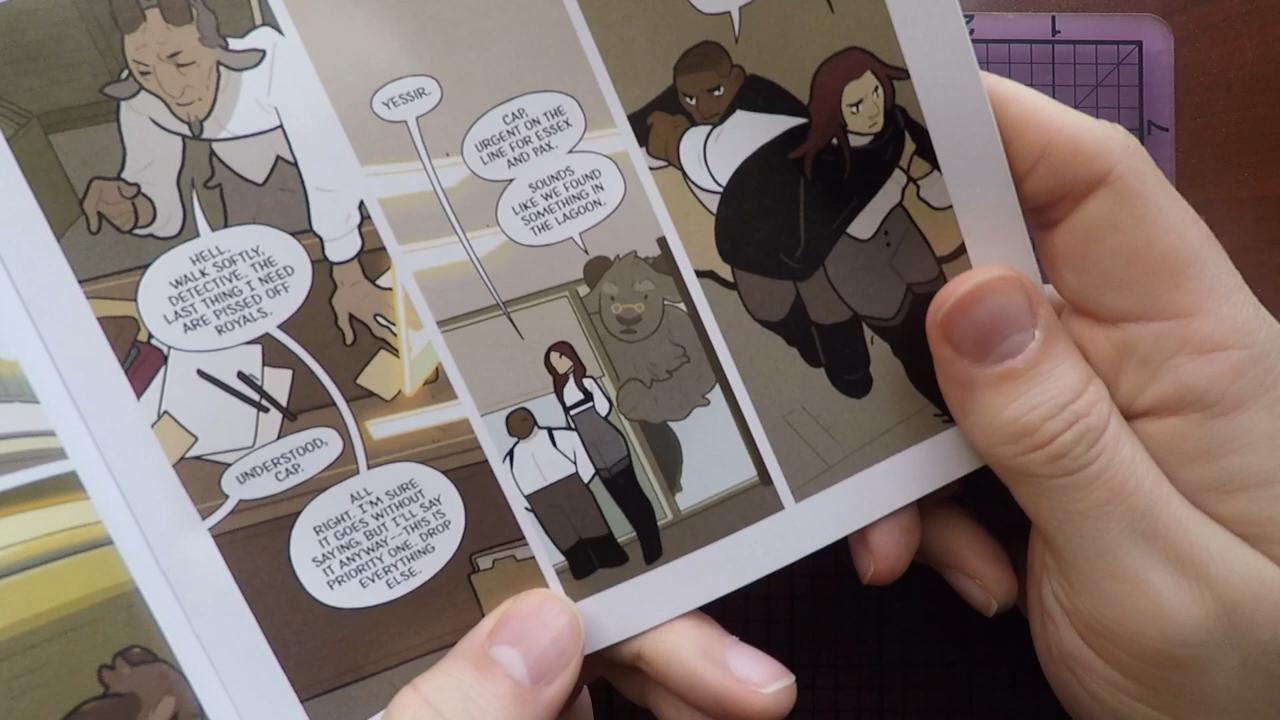 HELL.
WALK SOFTLY,
DETECTIVE. THE
LAST THING I NEED
ARE PISSED OFF
ROYALS.
UNDERSTOOD,
CAP.
ALL
RIGHT. I'M SURE
IT GOES WITHOUT
SAYING, BUT I'LL SAY
IT ANYWAY--THIS IS
PRIORITY ONE. DROP
EVERYTHING
ELSE.
YESSIR.
CAP,
URGENT ON THE
LINE FOR ESSEX
AND PAX.
SOUNDS
LIKE WE FOUND
SOMETHING IN
THE LAGOON.
1